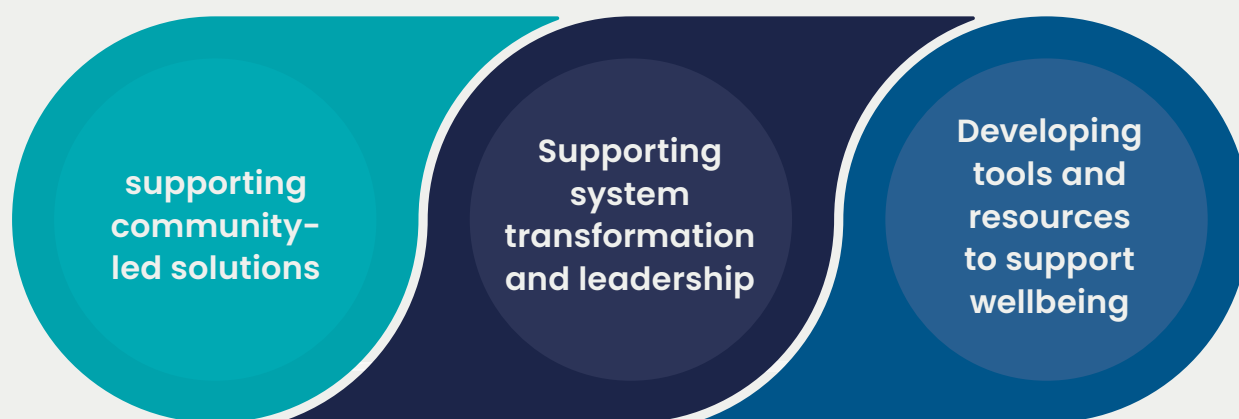 supporting
community-
led solutions
Supporting
system
transformation
and leadership
Developing
tools and
resources
to support
wellbeing